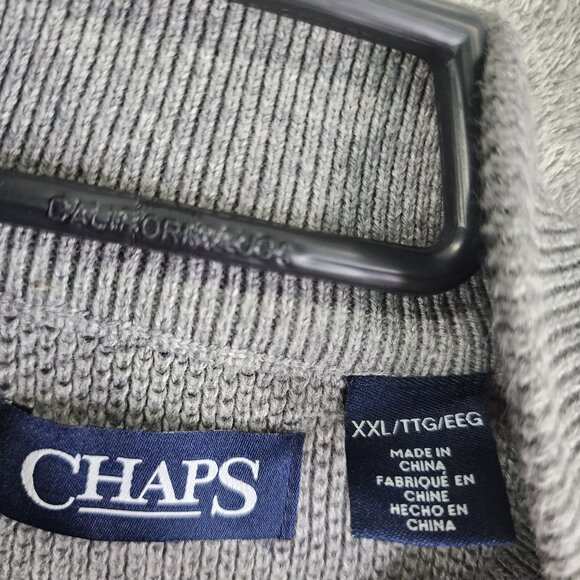 CHAPS
XXL/TTG/EEG
MADE IN
CHINA
FABRIQUÉ EN
CHINE
HECHO EN
CHINA